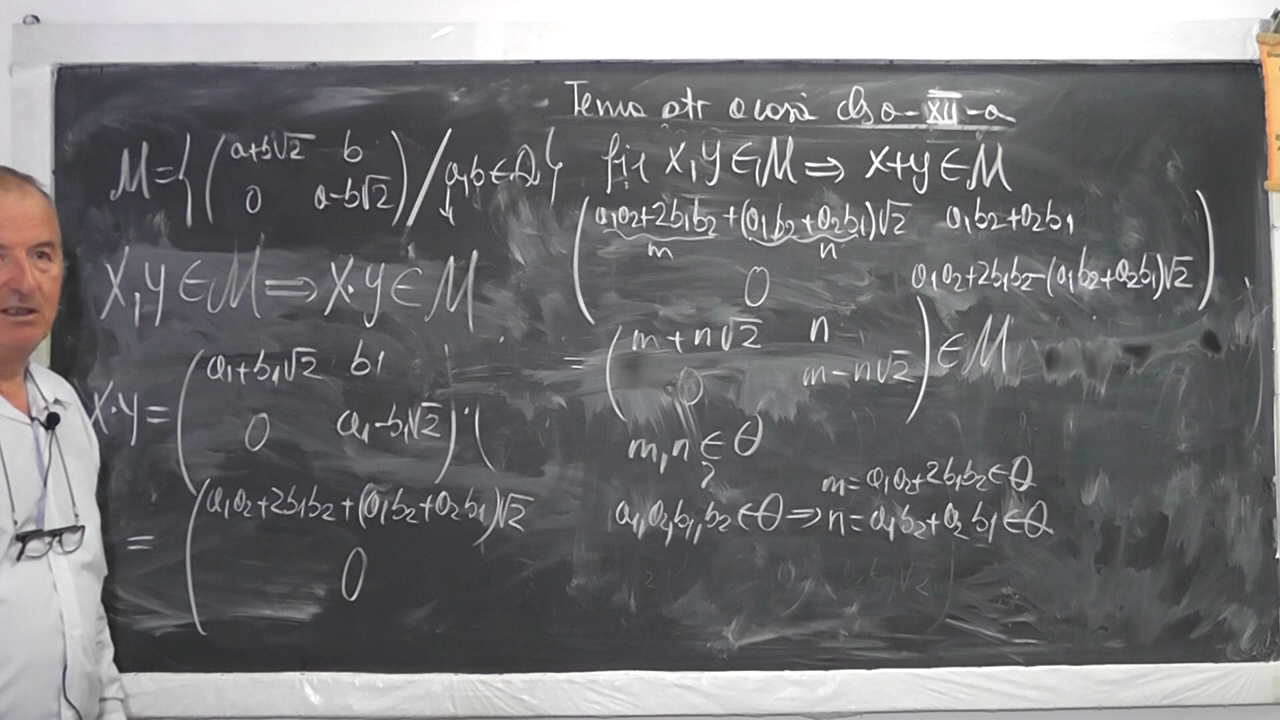 Tema ptr acasă clsa-XII-a
M={(a+b√2 b
0 a-b√2)/a,b∈Q}
X,Y∈M⟹X·Y∈M
X·Y=(a₁+b₁√2 b1
0 a₁-b₁√2)·(
=(a₁a₂+2b₁b₂+(a₁b₂+a₂b₁)√2
0
fie X,Y∈M⟹X+Y∈M
(a₁a₂+2b₁b₂+(a₁b₂+a₂b₁)√2 a₁b₂+a₂b₁
m n
0 a₁a₂+2b₁b₂-(a₁b₂+a₂b₁)√2)
=(m+n√2 n
0 m-n√2)∈M
m,n∈Q
?
m=a₁a₂+2b₁b₂∈Q
a₁,a₂,b₁,b₂∈Q⟹n=a₁b₂+a₂b₁∈Q